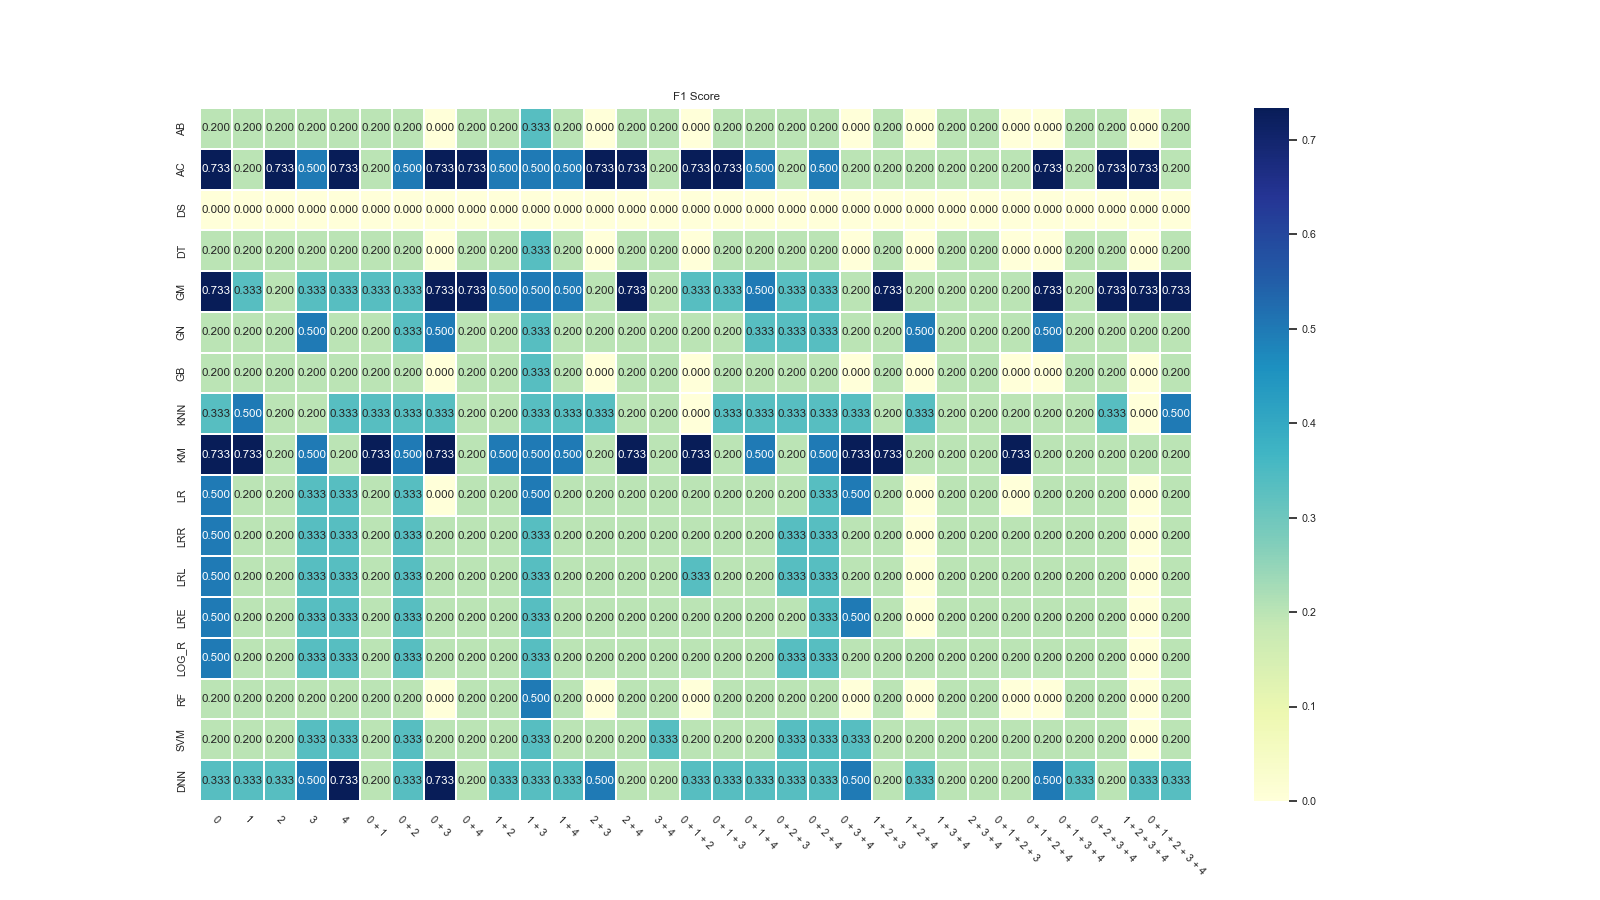 F1 Score
AB 0.200 0.200 0.200 0.200 0.200 0.200 0.200 0.000 0.200 0.200 0.333 0.200 0.000 0.200 0.200 0.000 0.200 0.200 0.200 0.200 0.000 0.200 0.000 0.200 0.200 0.000 0.000 0.200 0.200 0.000 0.200
AC 0.733 0.200 0.733 0.500 0.733 0.200 0.500 0.733 0.733 0.500 0.500 0.500 0.733 0.733 0.200 0.733 0.733 0.500 0.200 0.500 0.200 0.200 0.200 0.200 0.200 0.200 0.733 0.200 0.733 0.733 0.200
DS 0.000 0.000 0.000 0.000 0.000 0.000 0.000 0.000 0.000 0.000 0.000 0.000 0.000 0.000 0.000 0.000 0.000 0.000 0.000 0.000 0.000 0.000 0.000 0.000 0.000 0.000 0.000 0.000 0.000 0.000 0.000
DT 0.200 0.200 0.200 0.200 0.200 0.200 0.200 0.000 0.200 0.200 0.333 0.200 0.000 0.200 0.200 0.000 0.200 0.200 0.200 0.200 0.000 0.200 0.000 0.200 0.200 0.000 0.000 0.200 0.200 0.000 0.200
GM 0.733 0.333 0.200 0.333 0.333 0.333 0.333 0.733 0.733 0.500 0.500 0.500 0.200 0.733 0.200 0.333 0.333 0.500 0.333 0.333 0.200 0.733 0.200 0.200 0.200 0.200 0.733 0.200 0.733 0.733 0.733
GN 0.200 0.200 0.200 0.500 0.200 0.200 0.333 0.500 0.200 0.200 0.333 0.200 0.200 0.200 0.200 0.200 0.200 0.333 0.333 0.333 0.200 0.200 0.500 0.200 0.200 0.200 0.500 0.200 0.200 0.200 0.200
GB 0.200 0.200 0.200 0.200 0.200 0.200 0.200 0.000 0.200 0.200 0.333 0.200 0.000 0.200 0.200 0.000 0.200 0.200 0.200 0.200 0.000 0.200 0.000 0.200 0.200 0.000 0.000 0.200 0.200 0.000 0.200
KNN 0.333 0.500 0.200 0.200 0.333 0.333 0.333 0.333 0.200 0.200 0.333 0.333 0.333 0.200 0.200 0.000 0.333 0.333 0.333 0.333 0.333 0.200 0.333 0.200 0.200 0.200 0.200 0.200 0.333 0.000 0.500
KM 0.733 0.733 0.200 0.500 0.200 0.733 0.500 0.733 0.200 0.500 0.500 0.500 0.200 0.733 0.200 0.733 0.200 0.500 0.200 0.500 0.733 0.733 0.200 0.200 0.200 0.733 0.200 0.200 0.200 0.200 0.200
LR 0.500 0.200 0.200 0.333 0.333 0.200 0.333 0.000 0.200 0.200 0.500 0.200 0.200 0.200 0.200 0.200 0.200 0.200 0.200 0.333 0.500 0.200 0.000 0.200 0.200 0.000 0.200 0.200 0.200 0.000 0.200
LRR 0.500 0.200 0.200 0.333 0.333 0.200 0.333 0.200 0.200 0.200 0.333 0.200 0.200 0.200 0.200 0.200 0.200 0.200 0.333 0.333 0.200 0.200 0.000 0.200 0.200 0.200 0.200 0.200 0.200 0.000 0.200
LRL 0.500 0.200 0.200 0.333 0.333 0.200 0.333 0.200 0.200 0.200 0.333 0.200 0.200 0.200 0.200 0.333 0.200 0.200 0.333 0.333 0.200 0.200 0.000 0.200 0.200 0.200 0.200 0.200 0.200 0.000 0.200
LRE 0.500 0.200 0.200 0.333 0.333 0.200 0.333 0.200 0.200 0.200 0.333 0.200 0.200 0.200 0.200 0.200 0.200 0.200 0.200 0.333 0.500 0.200 0.000 0.200 0.200 0.200 0.200 0.200 0.200 0.000 0.200
LOG_R 0.500 0.200 0.200 0.333 0.333 0.200 0.333 0.200 0.200 0.200 0.333 0.200 0.200 0.200 0.200 0.200 0.200 0.200 0.333 0.333 0.200 0.200 0.200 0.200 0.200 0.200 0.200 0.200 0.200 0.000 0.200
RF 0.200 0.200 0.200 0.200 0.200 0.200 0.200 0.000 0.200 0.200 0.500 0.200 0.000 0.200 0.200 0.000 0.200 0.200 0.200 0.200 0.000 0.200 0.000 0.200 0.200 0.000 0.000 0.200 0.200 0.000 0.200
SVM 0.200 0.200 0.200 0.333 0.333 0.200 0.333 0.200 0.200 0.200 0.333 0.200 0.200 0.200 0.333 0.200 0.200 0.200 0.333 0.333 0.333 0.200 0.200 0.200 0.200 0.200 0.200 0.200 0.200 0.000 0.200
DNN 0.333 0.333 0.333 0.500 0.733 0.200 0.333 0.733 0.200 0.333 0.333 0.333 0.500 0.200 0.200 0.333 0.333 0.333 0.333 0.333 0.500 0.200 0.333 0.200 0.200 0.200 0.500 0.333 0.200 0.333 0.333
0
1
2
3
4
0 + 1
0 + 2
0 + 3
0 + 4
1 + 2
1 + 3
1 + 4
2 + 3
2 + 4
3 + 4
0 + 1 + 2
0 + 1 + 3
0 + 1 + 4
0 + 2 + 3
0 + 2 + 4
0 + 3 + 4
1 + 2 + 3
1 + 2 + 4
1 + 3 + 4
2 + 3 + 4
0 + 1 + 2 + 3
0 + 1 + 2 + 4
0 + 1 + 3 + 4
0 + 2 + 3 + 4
1 + 2 + 3 + 4
0 + 1 + 2 + 3 + 4
0.7
0.6
0.5
0.4
0.3
0.2
0.1
0.0